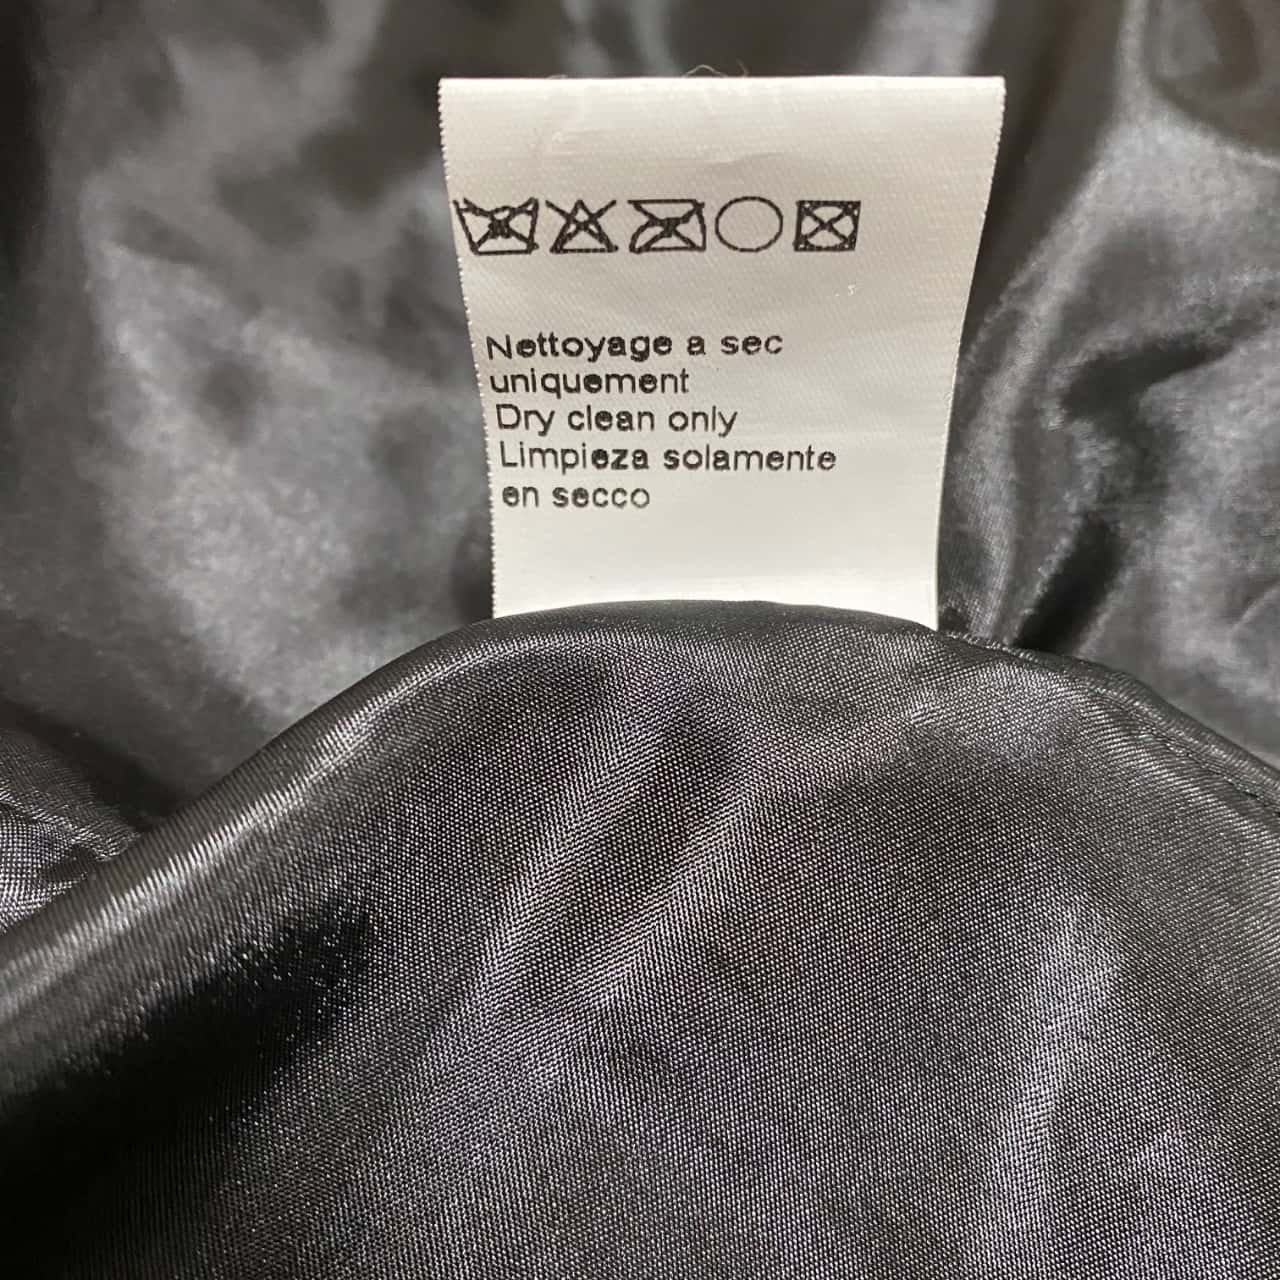 Nettoyage a sec
uniquement
Dry clean only
Limpieza solamente
en secco